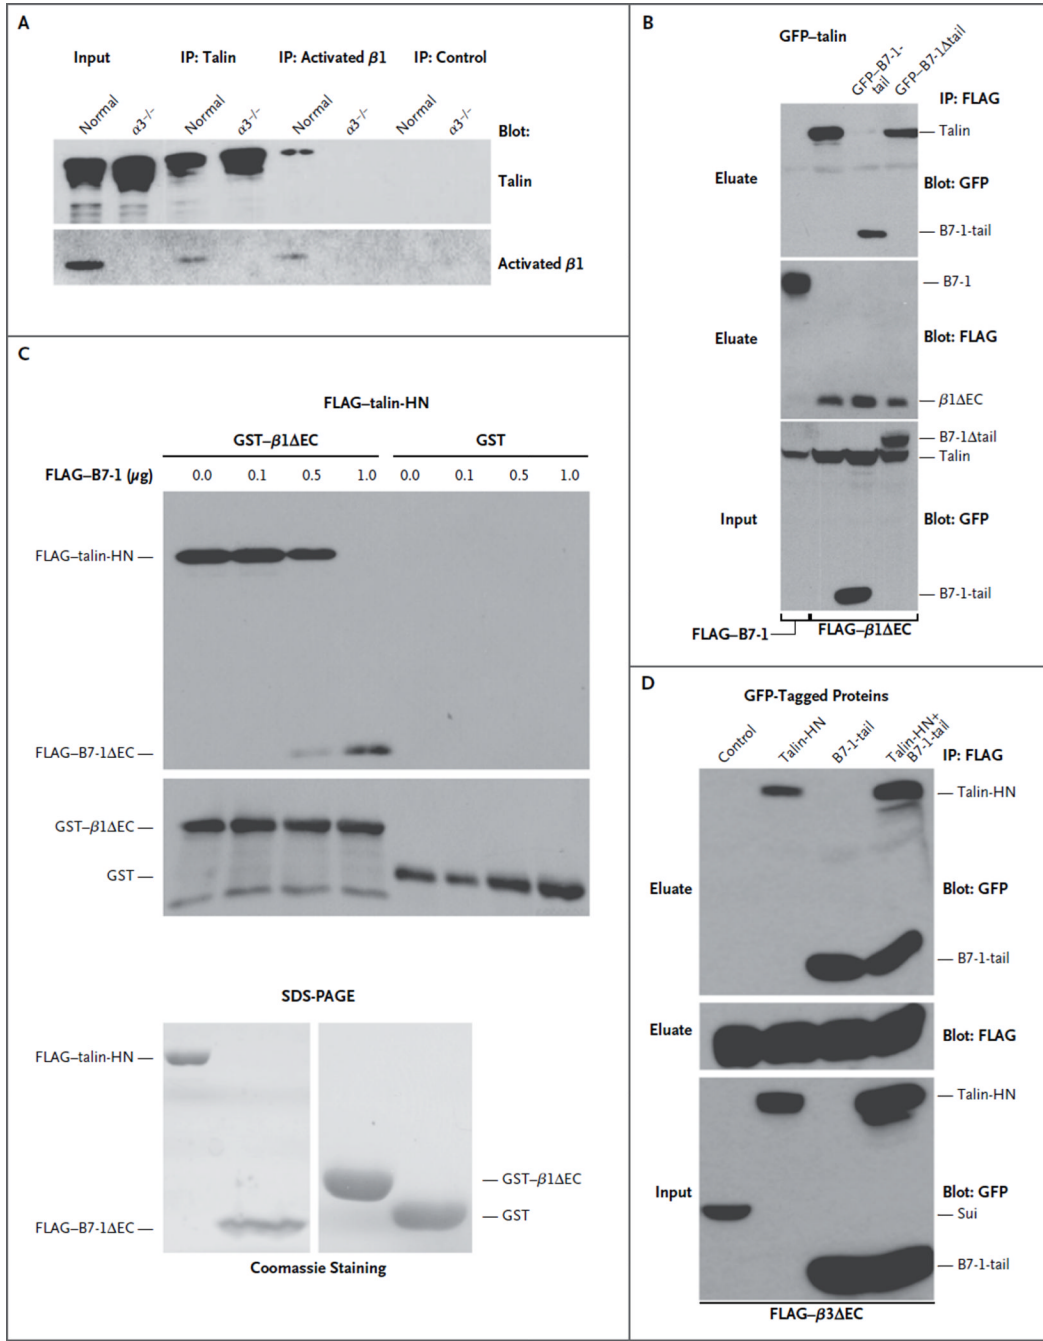 A
Input IP: Talin IP: Activated β1 IP: Control
Normal α3-/- Normal α3-/- Normal α3-/- Normal α3-/- Blot:
Talin
Activated β1
B
GFP–talin
GFP–B7-1-
tail
GFP–B7-1Δtail
IP: FLAG
Talin
Eluate
Blot: GFP
B7-1-tail
B7-1
Eluate
Blot: FLAG
β1ΔEC
B7-1Δtail
Talin
Input
Blot: GFP
B7-1-tail
FLAG–B7-1 FLAG–β1ΔEC
C
FLAG–talin-HN
GST–β1ΔEC GST
FLAG–B7-1 (μg) 0.0 0.1 0.5 1.0 0.0 0.1 0.5 1.0
FLAG–talin-HN
FLAG–B7-1ΔEC
GST–β1ΔEC
GST
SDS-PAGE
FLAG–talin-HN
GST–β1ΔEC
GST
FLAG–B7-1ΔEC
Coomassie Staining
D
GFP-Tagged Proteins
Control Talin-HN B7-1-tail Talin-HN+
B7-1-tail
IP: FLAG
Talin-HN
Eluate
Blot: GFP
B7-1-tail
Eluate
Blot: FLAG
Talin-HN
Input
Blot: GFP
Sui
B7-1-tail
FLAG–β3ΔEC